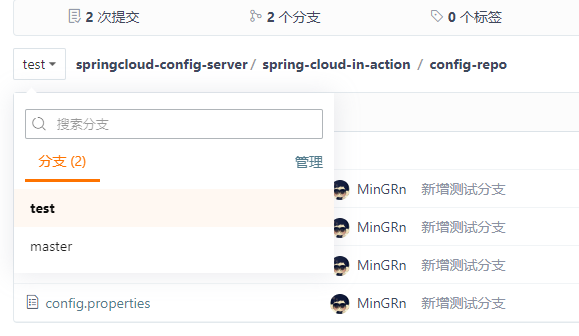 2 次提交 2 个分支 0 个标签
test springcloud-config-server / spring-cloud-in-action / config-repo
搜索分支
分支 (2) 管理
MinGRn 新增测试分支
test
MinGRn 新增测试分支
master
MinGRn 新增测试分支
config.properties MinGRn 新增测试分支